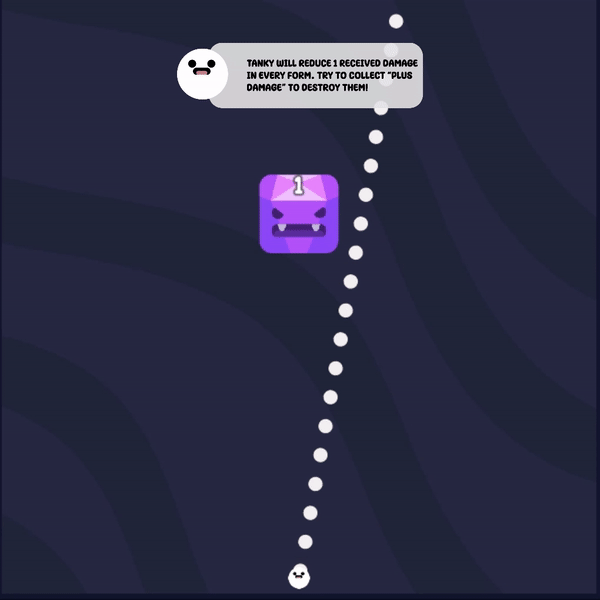 TANKY WILL REDUCE 1 RECEIVED DAMAGE
IN EVERY FORM. TRY TO COLLECT "PLUS
DAMAGE" TO DESTROY THEM!
1